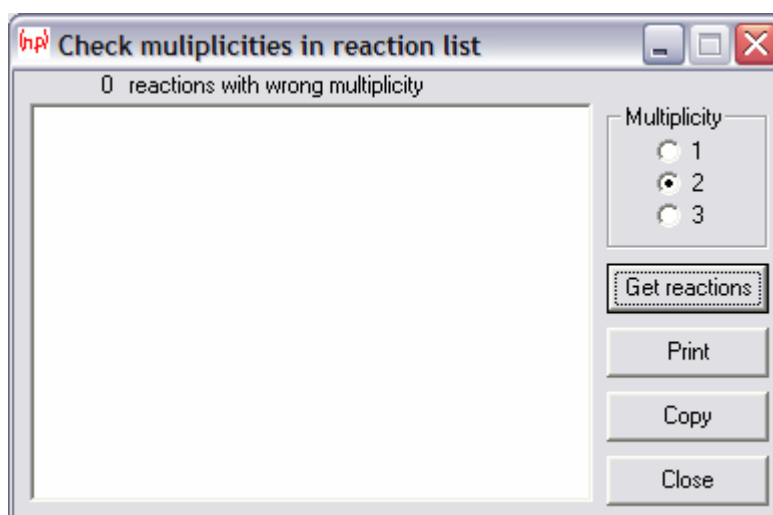 (n,p) Check muliplicities in reaction list
0 reactions with wrong multiplicity
Multiplicity
1
2
3
Get reactions
Print
Copy
Close